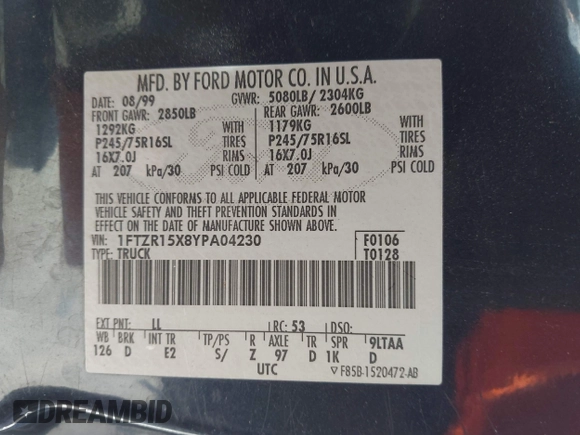 MFD. BY FORD MOTOR CO. IN U.S.A.
DATE: 08/99 GVWR: 5080LB/ 2304KG
FRONT GAWR: 2850LB REAR GAWR: 2600LB
1292KG WITH 1179KG WITH
P245/75R16SL TIRES P245/75R16SL TIRES
16X7.0J RIMS 16X7.0J RIMS
AT 207 kPa/30 PSI COLD AT 207 kPa/30 PSI COLD
THIS VEHICLE CONFORMS TO ALL APPLICABLE FEDERAL MOTOR
VEHICLE SAFETY AND THEFT PREVENTION STANDARDS IN
EFFECT ON THE DATE OF MANUFACTURE SHOWN ABOVE.
VIN: 1FTZR15X8YPA04230 F0106
TYPE: TRUCK T0128
EXT PNT: LL RC: 53 DSO:
WB BRK INT TR TP/PS R AXLE TR SPR 9LTAA
126 D E2 S/ Z 97 D 1K D
UTC ▽F85B-1520472-AB
DREAMBID